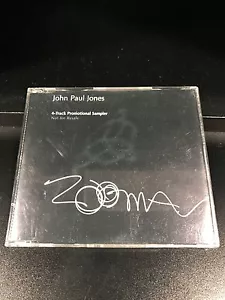 John Paul Jones
4-Track Promotional Sampler
Not for Resale
ZOOMA